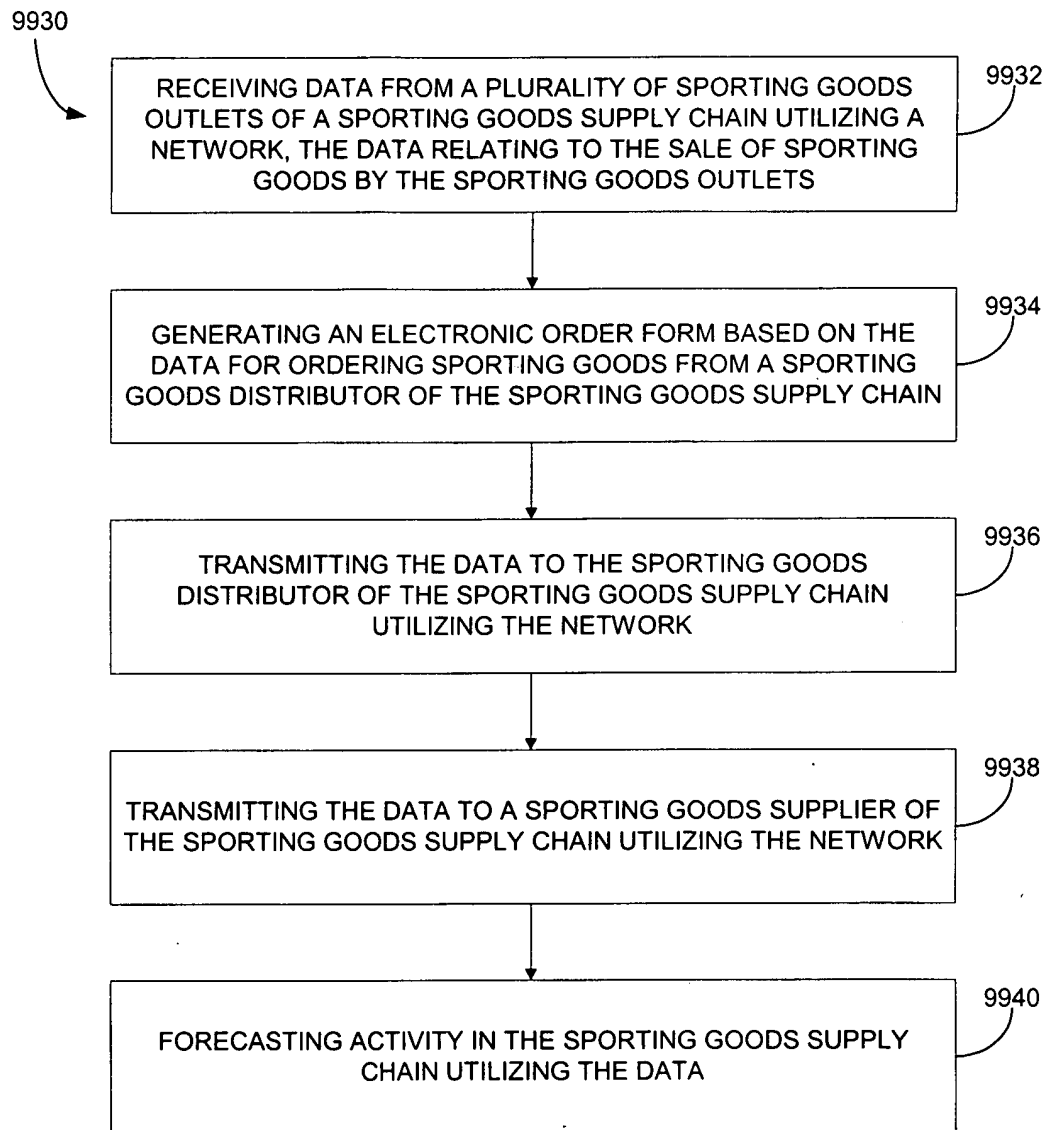 9930
RECEIVING DATA FROM A PLURALITY OF SPORTING GOODS
OUTLETS OF A SPORTING GOODS SUPPLY CHAIN UTILIZING A
NETWORK, THE DATA RELATING TO THE SALE OF SPORTING
GOODS BY THE SPORTING GOODS OUTLETS
9932
GENERATING AN ELECTRONIC ORDER FORM BASED ON THE
DATA FOR ORDERING SPORTING GOODS FROM A SPORTING
GOODS DISTRIBUTOR OF THE SPORTING GOODS SUPPLY CHAIN
9934
TRANSMITTING THE DATA TO THE SPORTING GOODS
DISTRIBUTOR OF THE SPORTING GOODS SUPPLY CHAIN
UTILIZING THE NETWORK
9936
TRANSMITTING THE DATA TO A SPORTING GOODS SUPPLIER OF
THE SPORTING GOODS SUPPLY CHAIN UTILIZING THE NETWORK
9938
FORECASTING ACTIVITY IN THE SPORTING GOODS SUPPLY
CHAIN UTILIZING THE DATA
9940